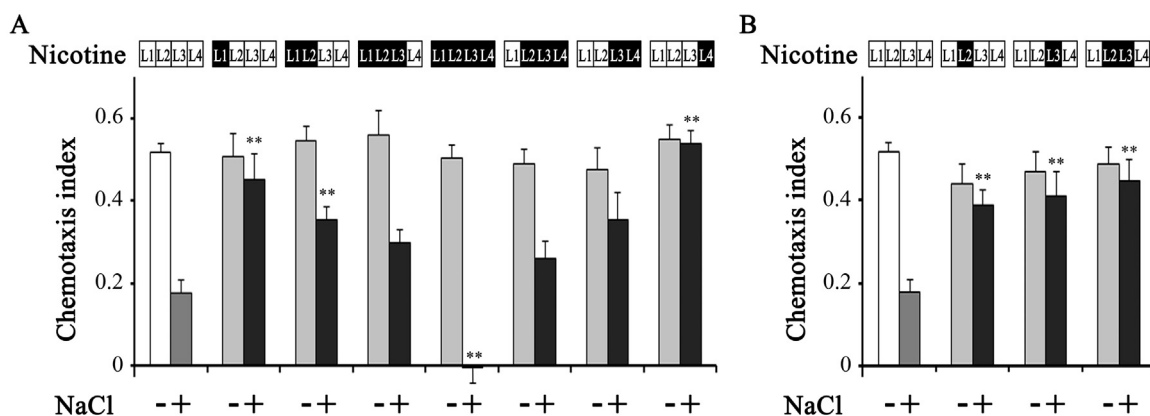 A
B
Nicotine L1 L2 L3 L4 L1 L2 L3 L4 L1 L2 L3 L4 L1 L2 L3 L4 L1 L2 L3 L4 L1 L2 L3 L4 L1 L2 L3 L4 L1 L2 L3 L4
Chemotaxis index
0.6
0.4
0.2
0
** ** ** **
NaCl - + - + - + - + - + - + - + - +
Nicotine L1 L2 L3 L4 L1 L2 L3 L4 L1 L2 L3 L4 L1 L2 L3 L4
Chemotaxis index
0.6
0.4
0.2
0
** ** **
NaCl - + - + - + - +